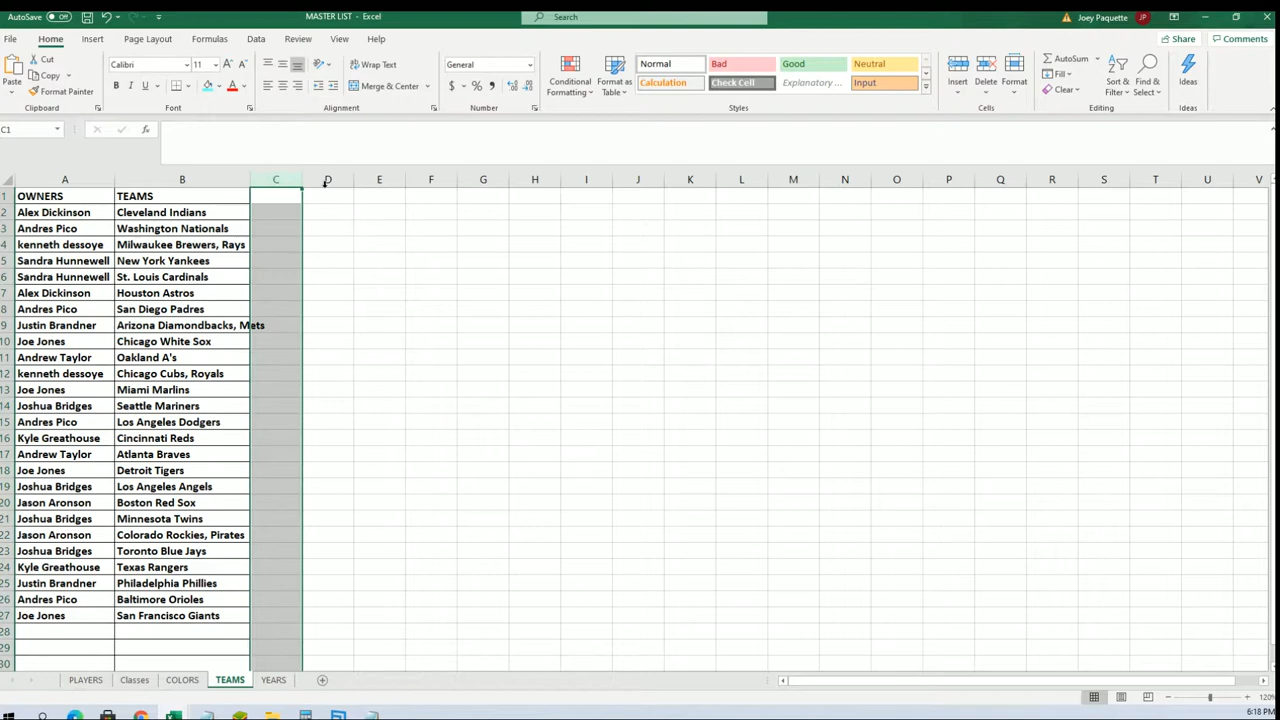 AutoSave Off MASTER LIST - Excel Search Joey Paquette JP
File Home Insert Page Layout Formulas Data Review View Help Share Comments
Paste Cut Calibri 11 Wrap Text General Conditional Formatting Format as Table Normal Bad Good Neutral Insert Delete Format AutoSum Sort & Filter Find & Select Ideas
Copy Fill
Format Painter B I U Merge & Center $ % Calculation Check Cell Explanatory ... Input Clear
Clipboard Font Alignment Number Styles Cells Editing Ideas
C1 fx
A B C D E F G H I J K L M N O P Q R S T U V
1 OWNERS TEAMS
2 Alex Dickinson Cleveland Indians
3 Andres Pico Washington Nationals
4 kenneth dessoye Milwaukee Brewers, Rays
5 Sandra Hunnewell New York Yankees
6 Sandra Hunnewell St. Louis Cardinals
7 Alex Dickinson Houston Astros
8 Andres Pico San Diego Padres
9 Justin Brandner Arizona Diamondbacks, Mets
10 Joe Jones Chicago White Sox
11 Andrew Taylor Oakland A's
12 kenneth dessoye Chicago Cubs, Royals
13 Joe Jones Miami Marlins
14 Joshua Bridges Seattle Mariners
15 Andres Pico Los Angeles Dodgers
16 Kyle Greathouse Cincinnati Reds
17 Andrew Taylor Atlanta Braves
18 Joe Jones Detroit Tigers
19 Joshua Bridges Los Angeles Angels
20 Jason Aronson Boston Red Sox
21 Joshua Bridges Minnesota Twins
22 Jason Aronson Colorado Rockies, Pirates
23 Joshua Bridges Toronto Blue Jays
24 Kyle Greathouse Texas Rangers
25 Justin Brandner Philadelphia Phillies
26 Andres Pico Baltimore Orioles
27 Joe Jones San Francisco Giants
28
29
30
PLAYERS Classes COLORS TEAMS YEARS
120%
6:18 PM